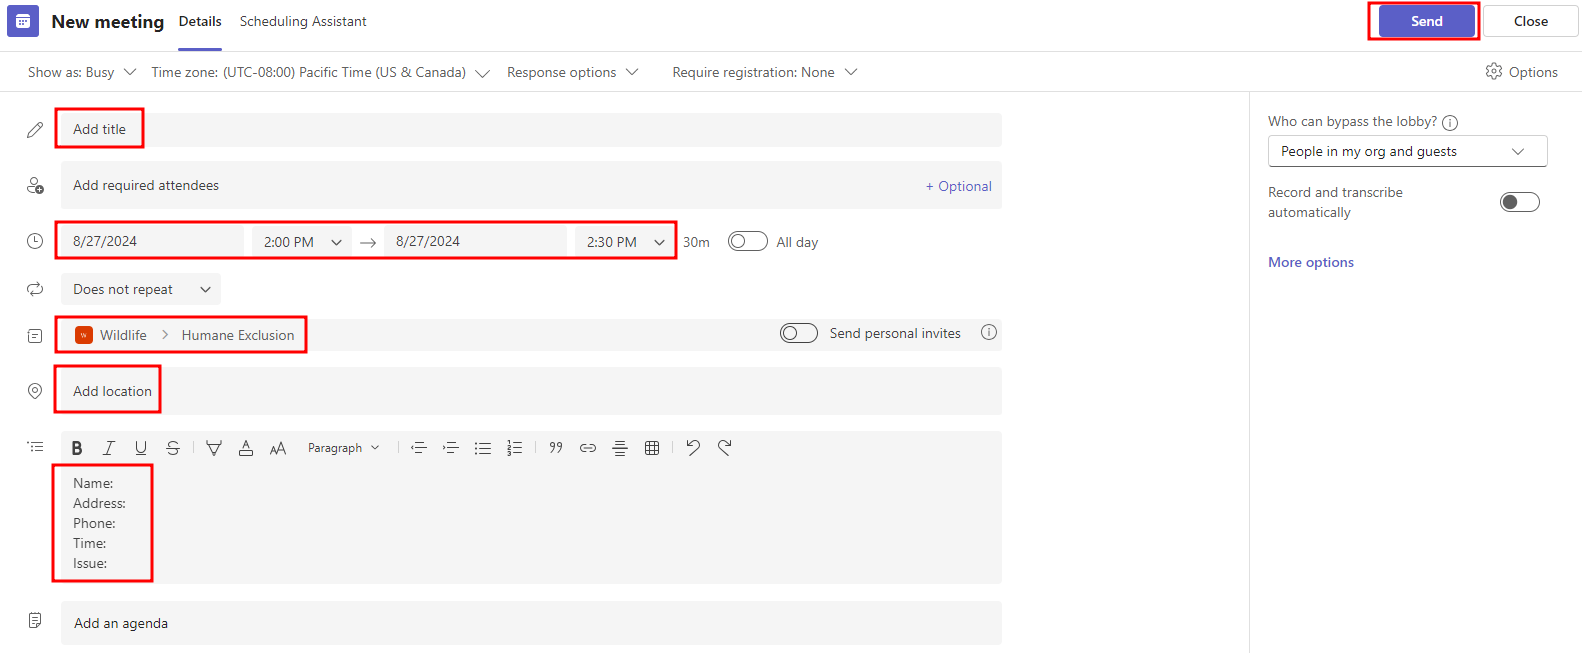 New meeting Details Scheduling Assistant Send Close
Show as: Busy Time zone: (UTC-08:00) Pacific Time (US & Canada) Response options Require registration: None Options
Add title
Add required attendees + Optional
8/27/2024 2:00 PM → 8/27/2024 2:30 PM 30m All day
Does not repeat
W Wildlife > Humane Exclusion Send personal invites
Add location
B I U S AA Paragraph
Name:
Address:
Phone:
Time:
Issue:
Add an agenda
Who can bypass the lobby?
People in my org and guests
Record and transcribe
automatically
More options